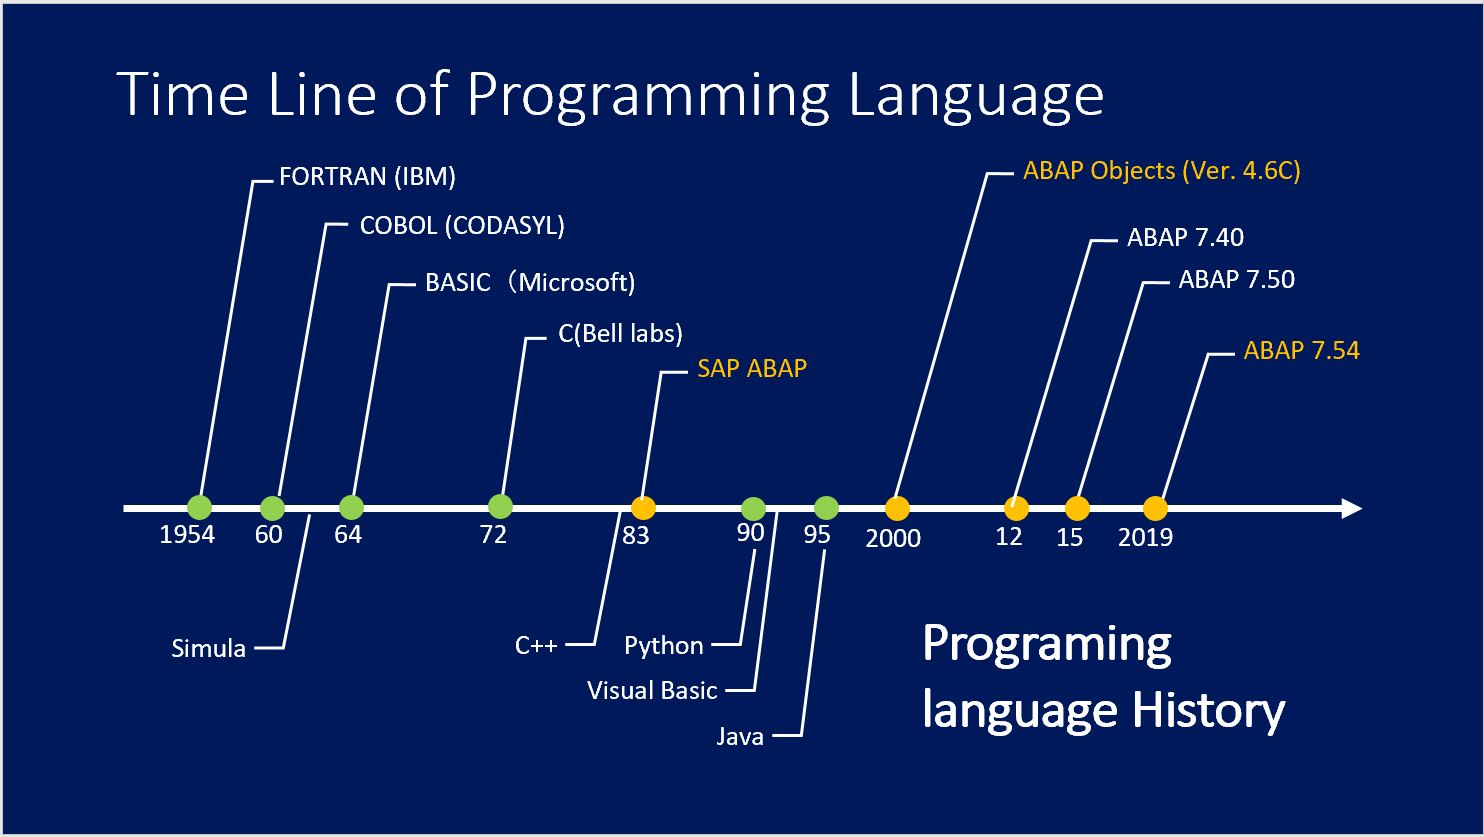 Time Line of Programming Language
FORTRAN (IBM)
COBOL (CODASYL)
BASIC（Microsoft)
C(Bell labs)
SAP ABAP
ABAP Objects (Ver. 4.6C)
ABAP 7.40
ABAP 7.50
ABAP 7.54
1954
60
64
72
83
90
95
2000
12
15
2019
Simula
C++
Python
Visual Basic
Java
Programing
language History